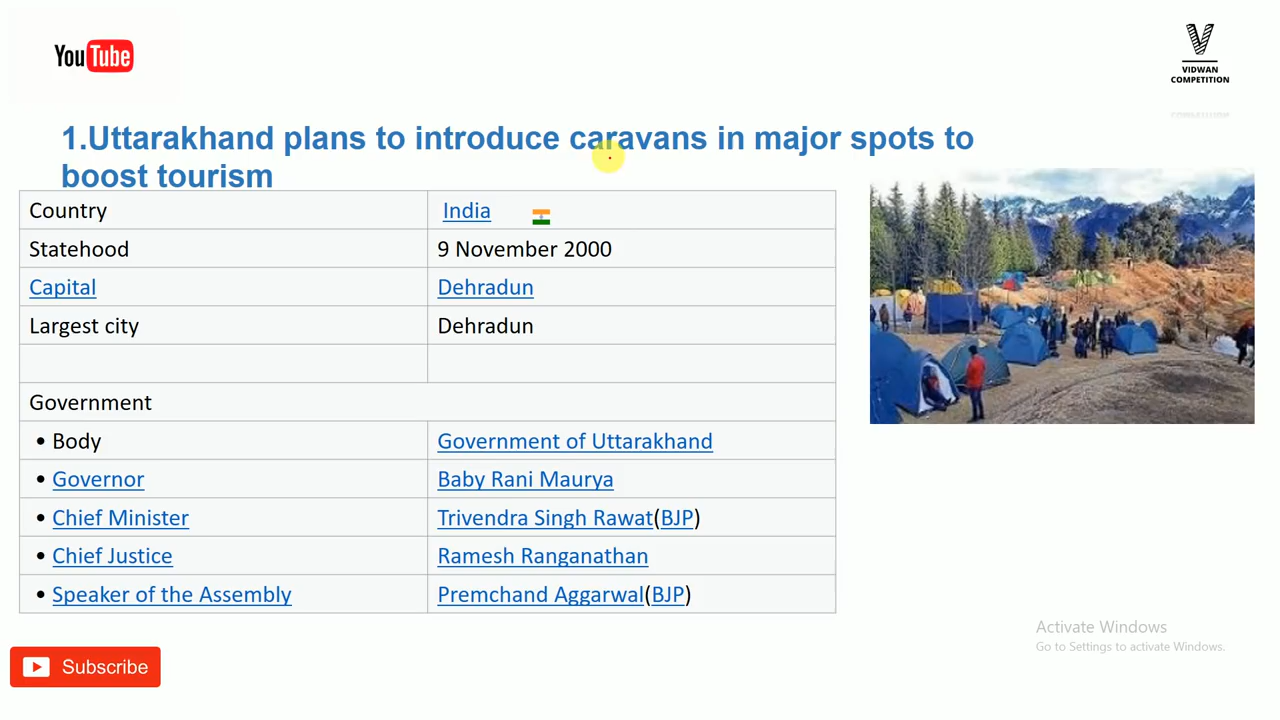 YouTube
VIDWAN
COMPETITION
1.Uttarakhand plans to introduce caravans in major spots to
boost tourism
Country India
Statehood 9 November 2000
Capital Dehradun
Largest city Dehradun
Government
• Body Government of Uttarakhand
• Governor Baby Rani Maurya
• Chief Minister Trivendra Singh Rawat(BJP)
• Chief Justice Ramesh Ranganathan
• Speaker of the Assembly Premchand Aggarwal(BJP)
Activate Windows
Go to Settings to activate Windows.
Subscribe